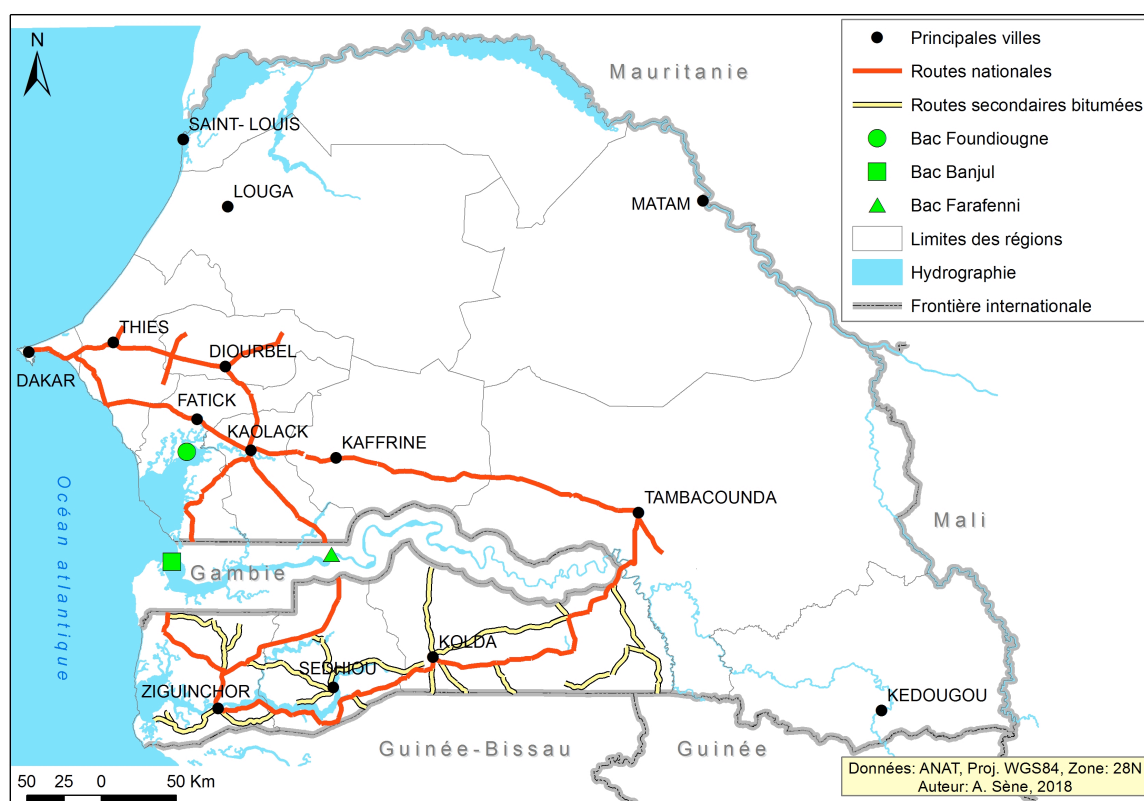 N
Mauritanie
SAINT- LOUIS
LOUGA
MATAM
THIES
DIOURBEL
DAKAR
FATICK
KAOLACK
KAFFRINE
TAMBACOUNDA
Océan atlantique
Mali
Gambie
KOLDA
SEDHIOU
ZIGUINCHOR
KEDOUGOU
Guinée-Bissau
Guinée
Principales villes
Routes nationales
Routes secondaires bitumées
Bac Foundiougne
Bac Banjul
Bac Farafenni
Limites des régions
Hydrographie
Frontière internationale
50 25 0 50 Km
Données: ANAT, Proj. WGS84, Zone: 28N
Auteur: A. Sène, 2018